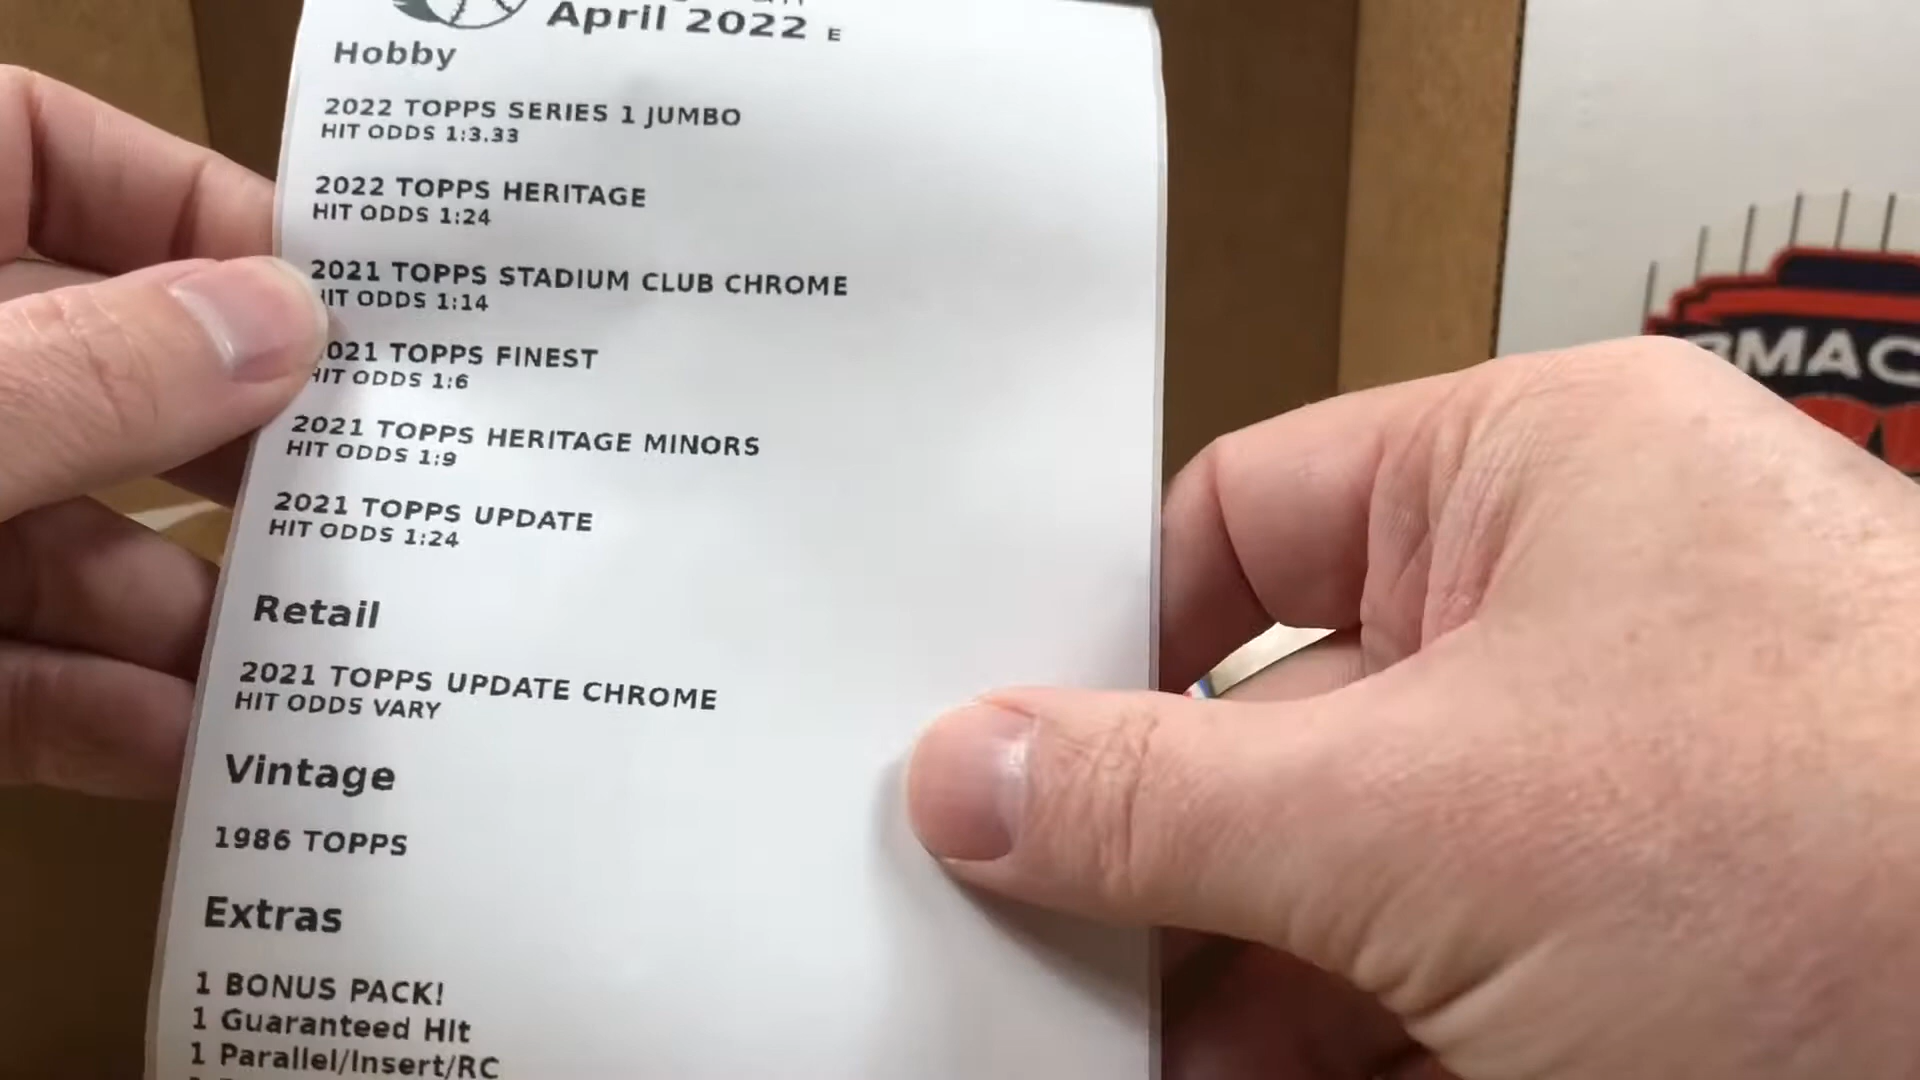 April 2022 E
Hobby
2022 TOPPS SERIES 1 JUMBO
HIT ODDS 1:3.33
2022 TOPPS HERITAGE
HIT ODDS 1:24
2021 TOPPS STADIUM CLUB CHROME
HIT ODDS 1:14
021 TOPPS FINEST
HIT ODDS 1:6
2021 TOPPS HERITAGE MINORS
HIT ODDS 1:9
2021 TOPPS UPDATE
HIT ODDS 1:24
Retail
2021 TOPPS UPDATE CHROME
HIT ODDS VARY
Vintage
1986 TOPPS
Extras
1 BONUS PACK!
1 Guaranteed HIt
1 Parallel/Insert/RC
BMAC